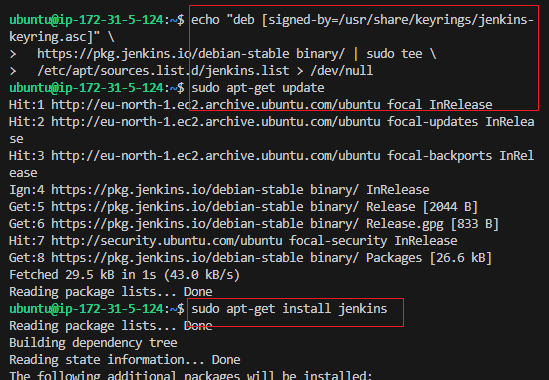 ubuntu@ip-172-31-5-124:~$ echo "deb [signed-by=/usr/share/keyrings/jenkins-
keyring.asc]" \
>   https://pkg.jenkins.io/debian-stable binary/ | sudo tee \
>   /etc/apt/sources.list.d/jenkins.list > /dev/null
ubuntu@ip-172-31-5-124:~$ sudo apt-get update
Hit:1 http://eu-north-1.ec2.archive.ubuntu.com/ubuntu focal InRelease
Hit:2 http://eu-north-1.ec2.archive.ubuntu.com/ubuntu focal-updates InRelea
se
Hit:3 http://eu-north-1.ec2.archive.ubuntu.com/ubuntu focal-backports InRel
ease
Ign:4 https://pkg.jenkins.io/debian-stable binary/ InRelease
Get:5 https://pkg.jenkins.io/debian-stable binary/ Release [2044 B]
Get:6 https://pkg.jenkins.io/debian-stable binary/ Release.gpg [833 B]
Hit:7 http://security.ubuntu.com/ubuntu focal-security InRelease
Get:8 https://pkg.jenkins.io/debian-stable binary/ Packages [26.6 kB]
Fetched 29.5 kB in 1s (43.0 kB/s)
Reading package lists... Done
ubuntu@ip-172-31-5-124:~$ sudo apt-get install jenkins
Reading package lists... Done
Building dependency tree
Reading state information... Done
The following additional packages will be installed: